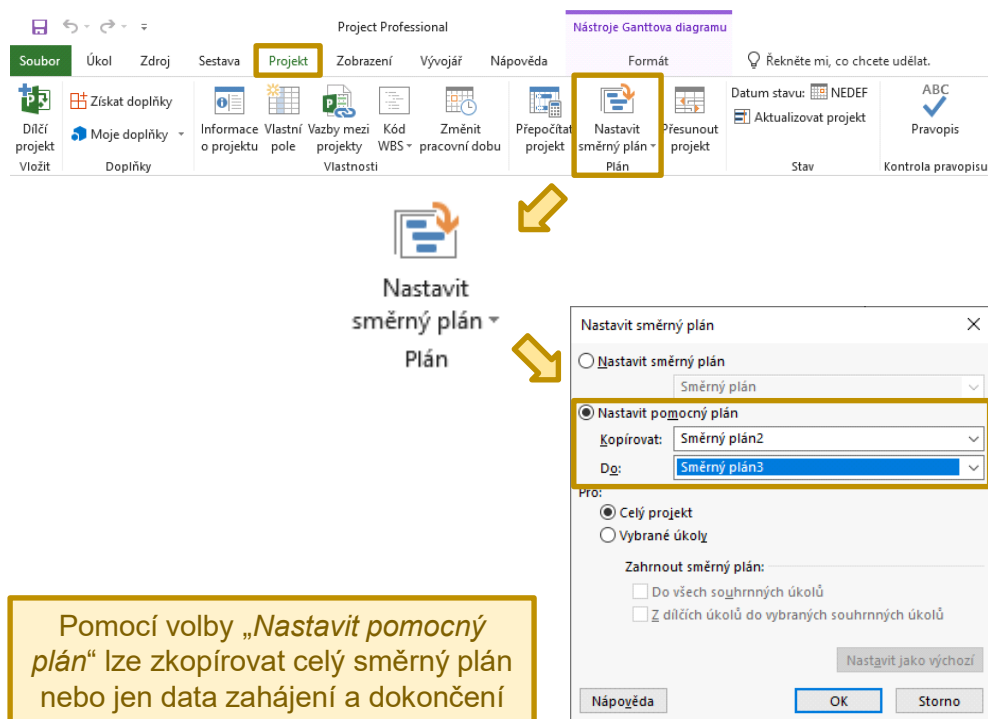 Project Professional
Nástroje Ganttova diagramu
Soubor Úkol Zdroj Sestava Projekt Zobrazení Vývojář Nápověda Formát Řekněte mi, co chcete udělat.
Dílčí projekt
Vložit
Získat doplňky
Moje doplňky
Doplňky
Informace o projektu
Vlastní pole
Vazby mezi projekty
Kód WBS
Změnit pracovní dobu
Vlastnosti
Přepočítat projekt
Nastavit směrný plán
Přesunout projekt
Plán
Datum stavu: NEDEF
Aktualizovat projekt
Stav
ABC
Pravopis
Kontrola pravopisu
Nastavit
směrný plán
Plán
Nastavit směrný plán
Nastavit směrný plán
Směrný plán
Nastavit pomocný plán
Kopírovat: Směrný plán2
Do: Směrný plán3
Pro:
Celý projekt
Vybrané úkoly
Zahrnout směrný plán:
Do všech souhrnných úkolů
Z dílčích úkolů do vybraných souhrnných úkolů
Nastavit jako výchozí
Nápověda OK Storno
Pomocí volby „Nastavit pomocný
plán“ lze zkopírovat celý směrný plán
nebo jen data zahájení a dokončení